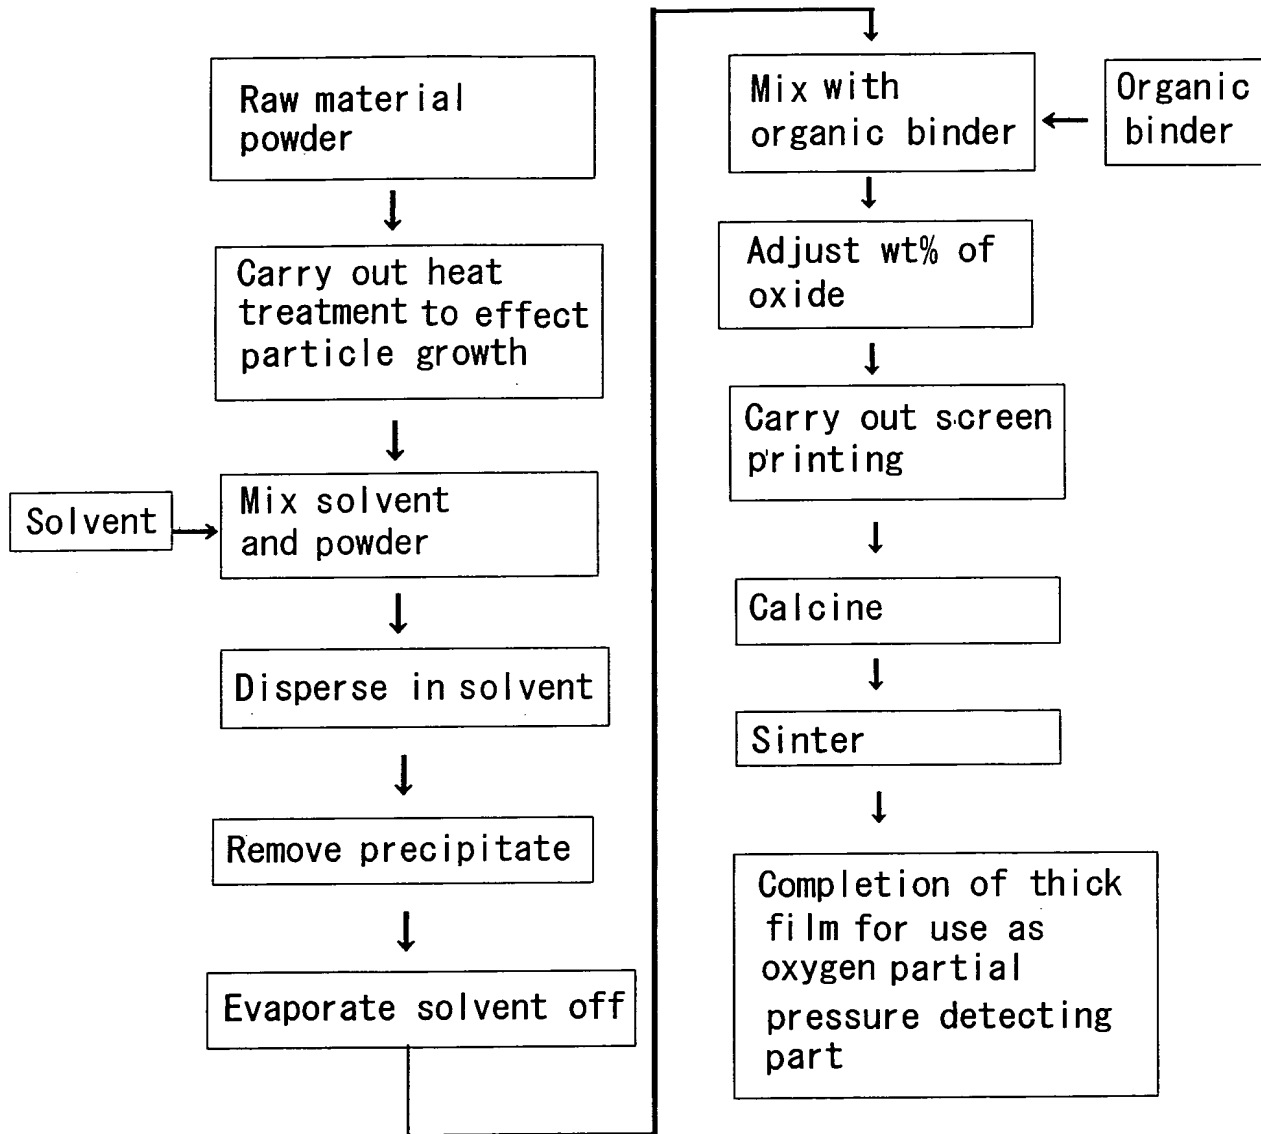 Raw material
powder
Carry out heat
treatment to effect
particle growth
Solvent
Mix solvent
and powder
Disperse in solvent
Remove precipitate
Evaporate solvent off
Mix with
organic binder
Organic
binder
Adjust wt% of
oxide
Carry out screen
printing
Calcine
Sinter
Completion of thick
film for use as
oxygen partial
pressure detecting
part